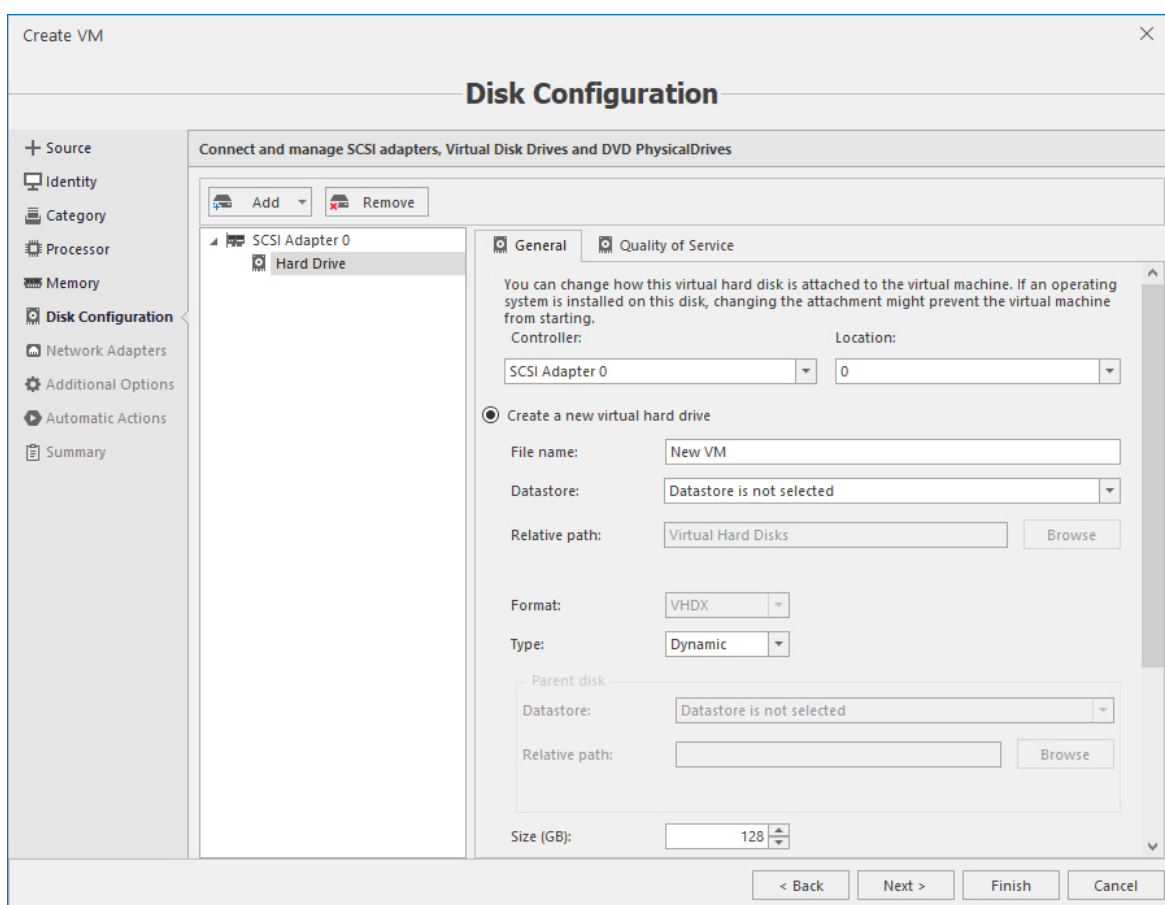 Create VM
Disk Configuration
Source
Identity
Category
Processor
Memory
Disk Configuration
Network Adapters
Additional Options
Automatic Actions
Summary
Connect and manage SCSI adapters, Virtual Disk Drives and DVD PhysicalDrives
Add
Remove
SCSI Adapter 0
Hard Drive
General
Quality of Service
You can change how this virtual hard disk is attached to the virtual machine. If an operating
system is installed on this disk, changing the attachment might prevent the virtual machine
from starting.
Controller: Location:
SCSI Adapter 0 0
Create a new virtual hard drive
File name: New VM
Datastore: Datastore is not selected
Relative path: Virtual Hard Disks Browse
Format: VHDX
Type: Dynamic
Parent disk
Datastore: Datastore is not selected
Relative path: Browse
Size (GB): 128
< Back Next > Finish Cancel